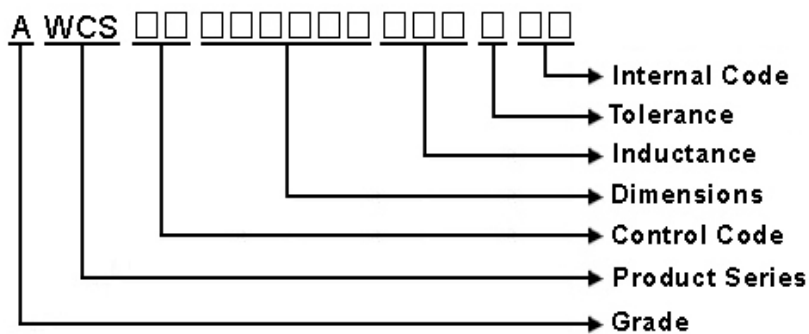 A WCS □□ □□□□□□ □□□ □ □□
Internal Code
Tolerance
Inductance
Dimensions
Control Code
Product Series
Grade